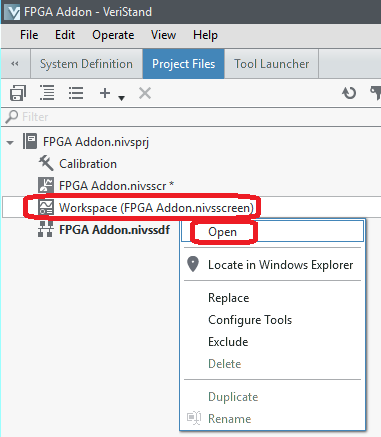 FPGA Addon - VeriStand
File Edit Operate View Help
System Definition Project Files Tool Launcher
Filter
FPGA Addon.nivsprj
Calibration
FPGA Addon.nivsscr *
Workspace (FPGA Addon.nivsscreen)
FPGA Addon.nivssdf
Open
Locate in Windows Explorer
Replace
Configure Tools
Exclude
Delete
Duplicate
Rename